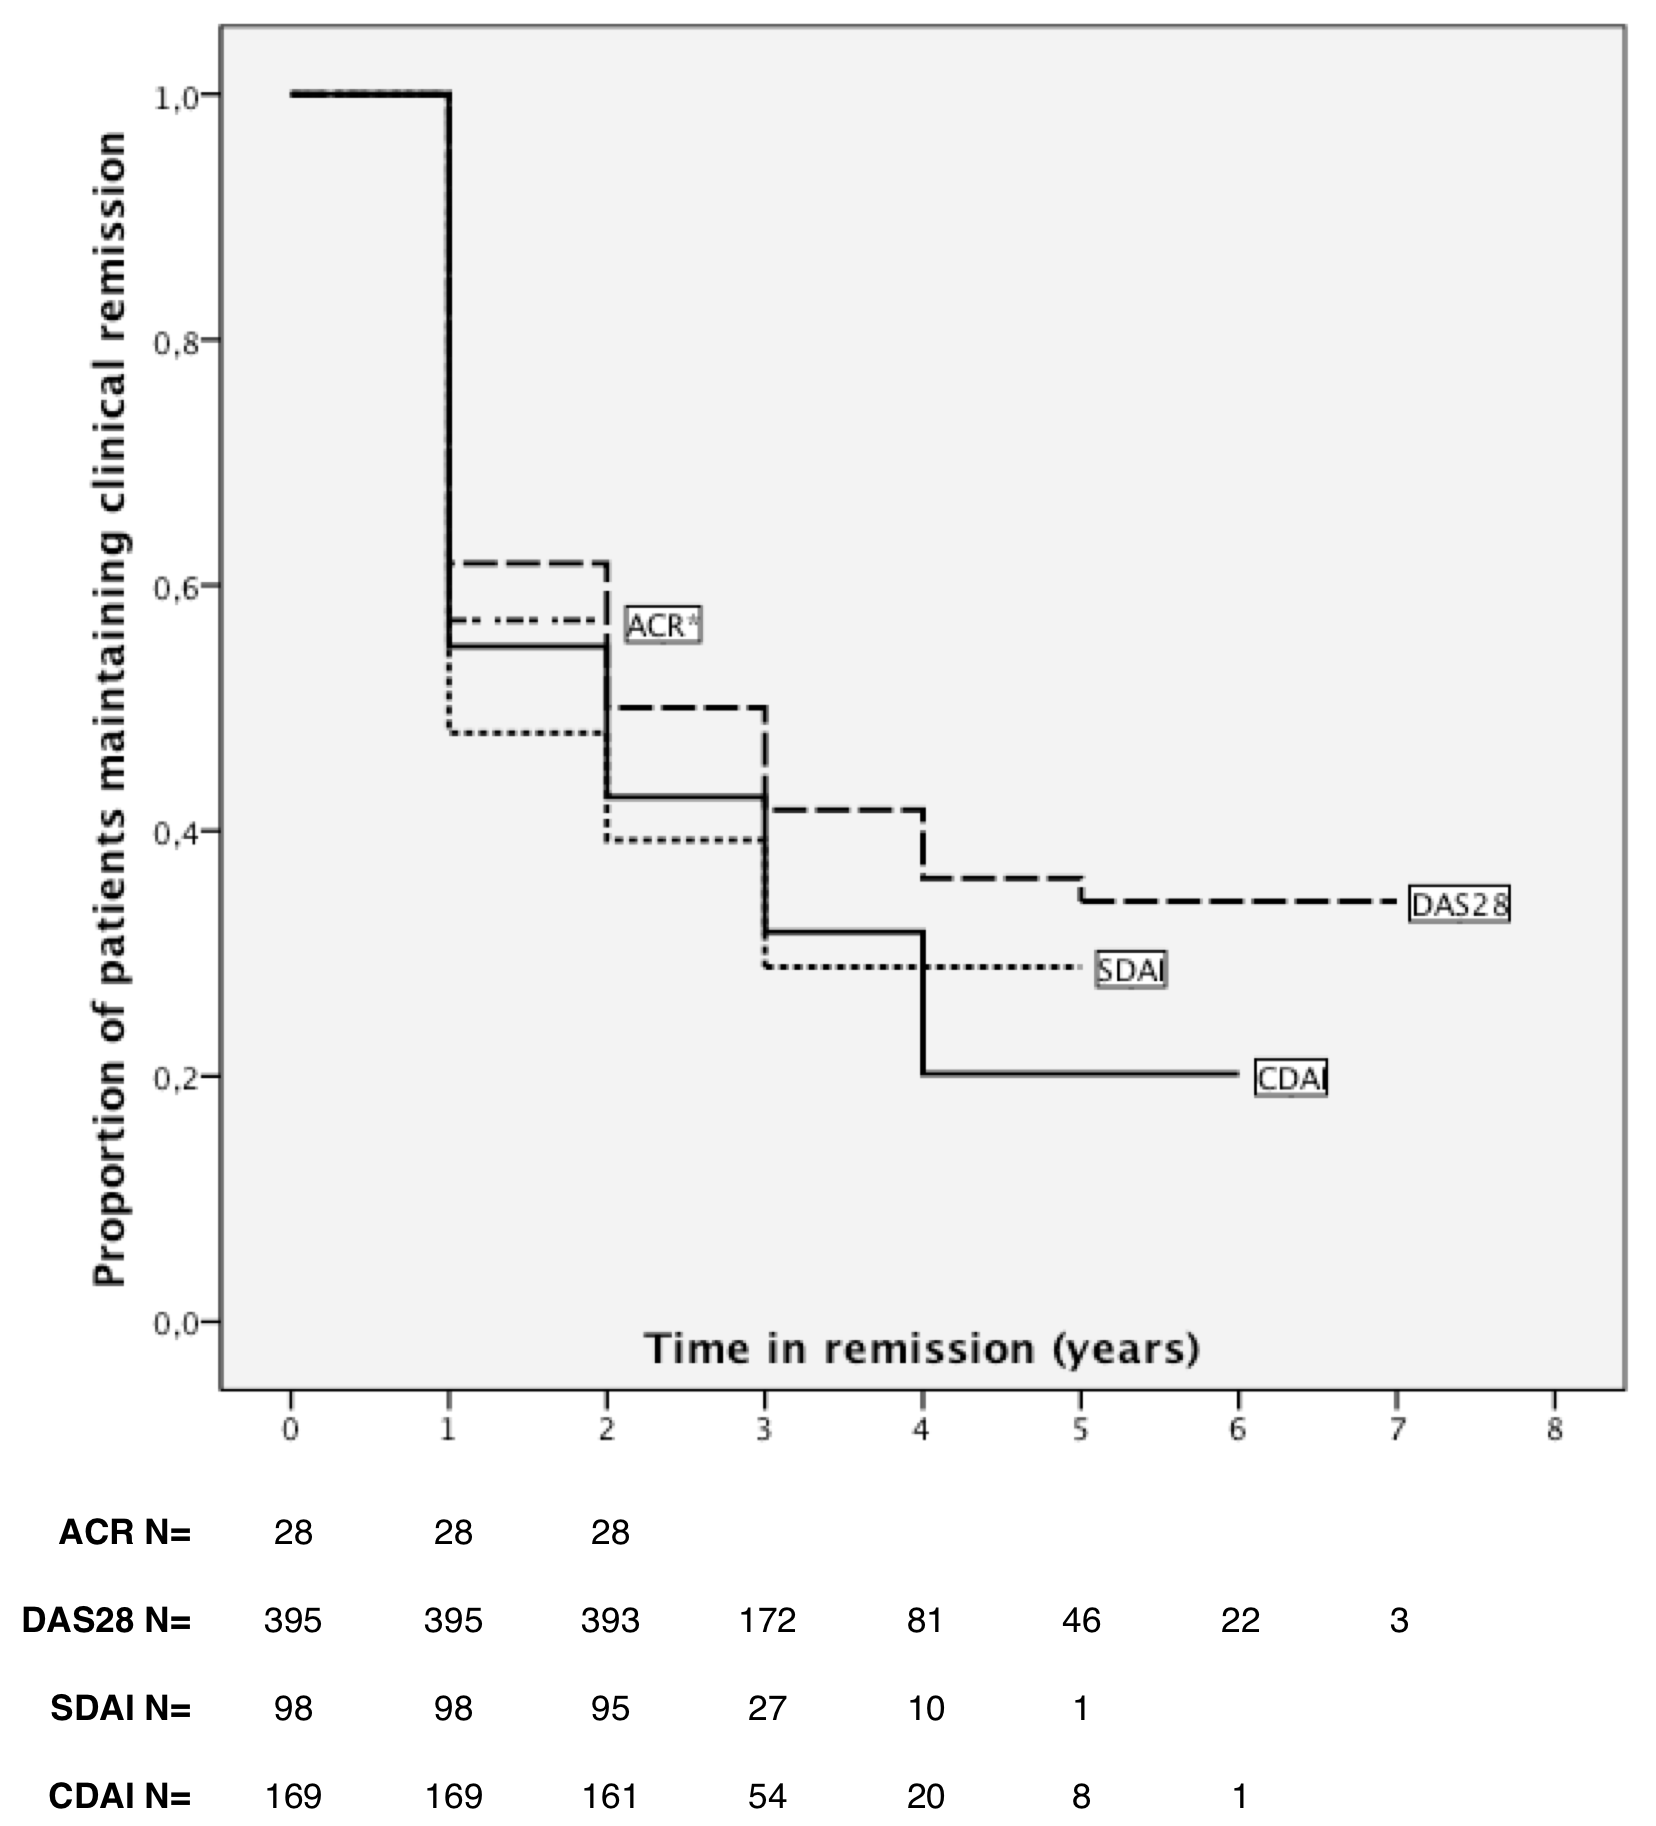 Proportion of patients maintaining clinical remission
1,0
0,8
0,6
0,4
0,2
0,0
ACR*
DAS28
SDAI
CDAI
Time in remission (years)
0 1 2 3 4 5 6 7 8
ACR N= 28 28 28
DAS28 N= 395 395 393 172 81 46 22 3
SDAI N= 98 98 95 27 10 1
CDAI N= 169 169 161 54 20 8 1